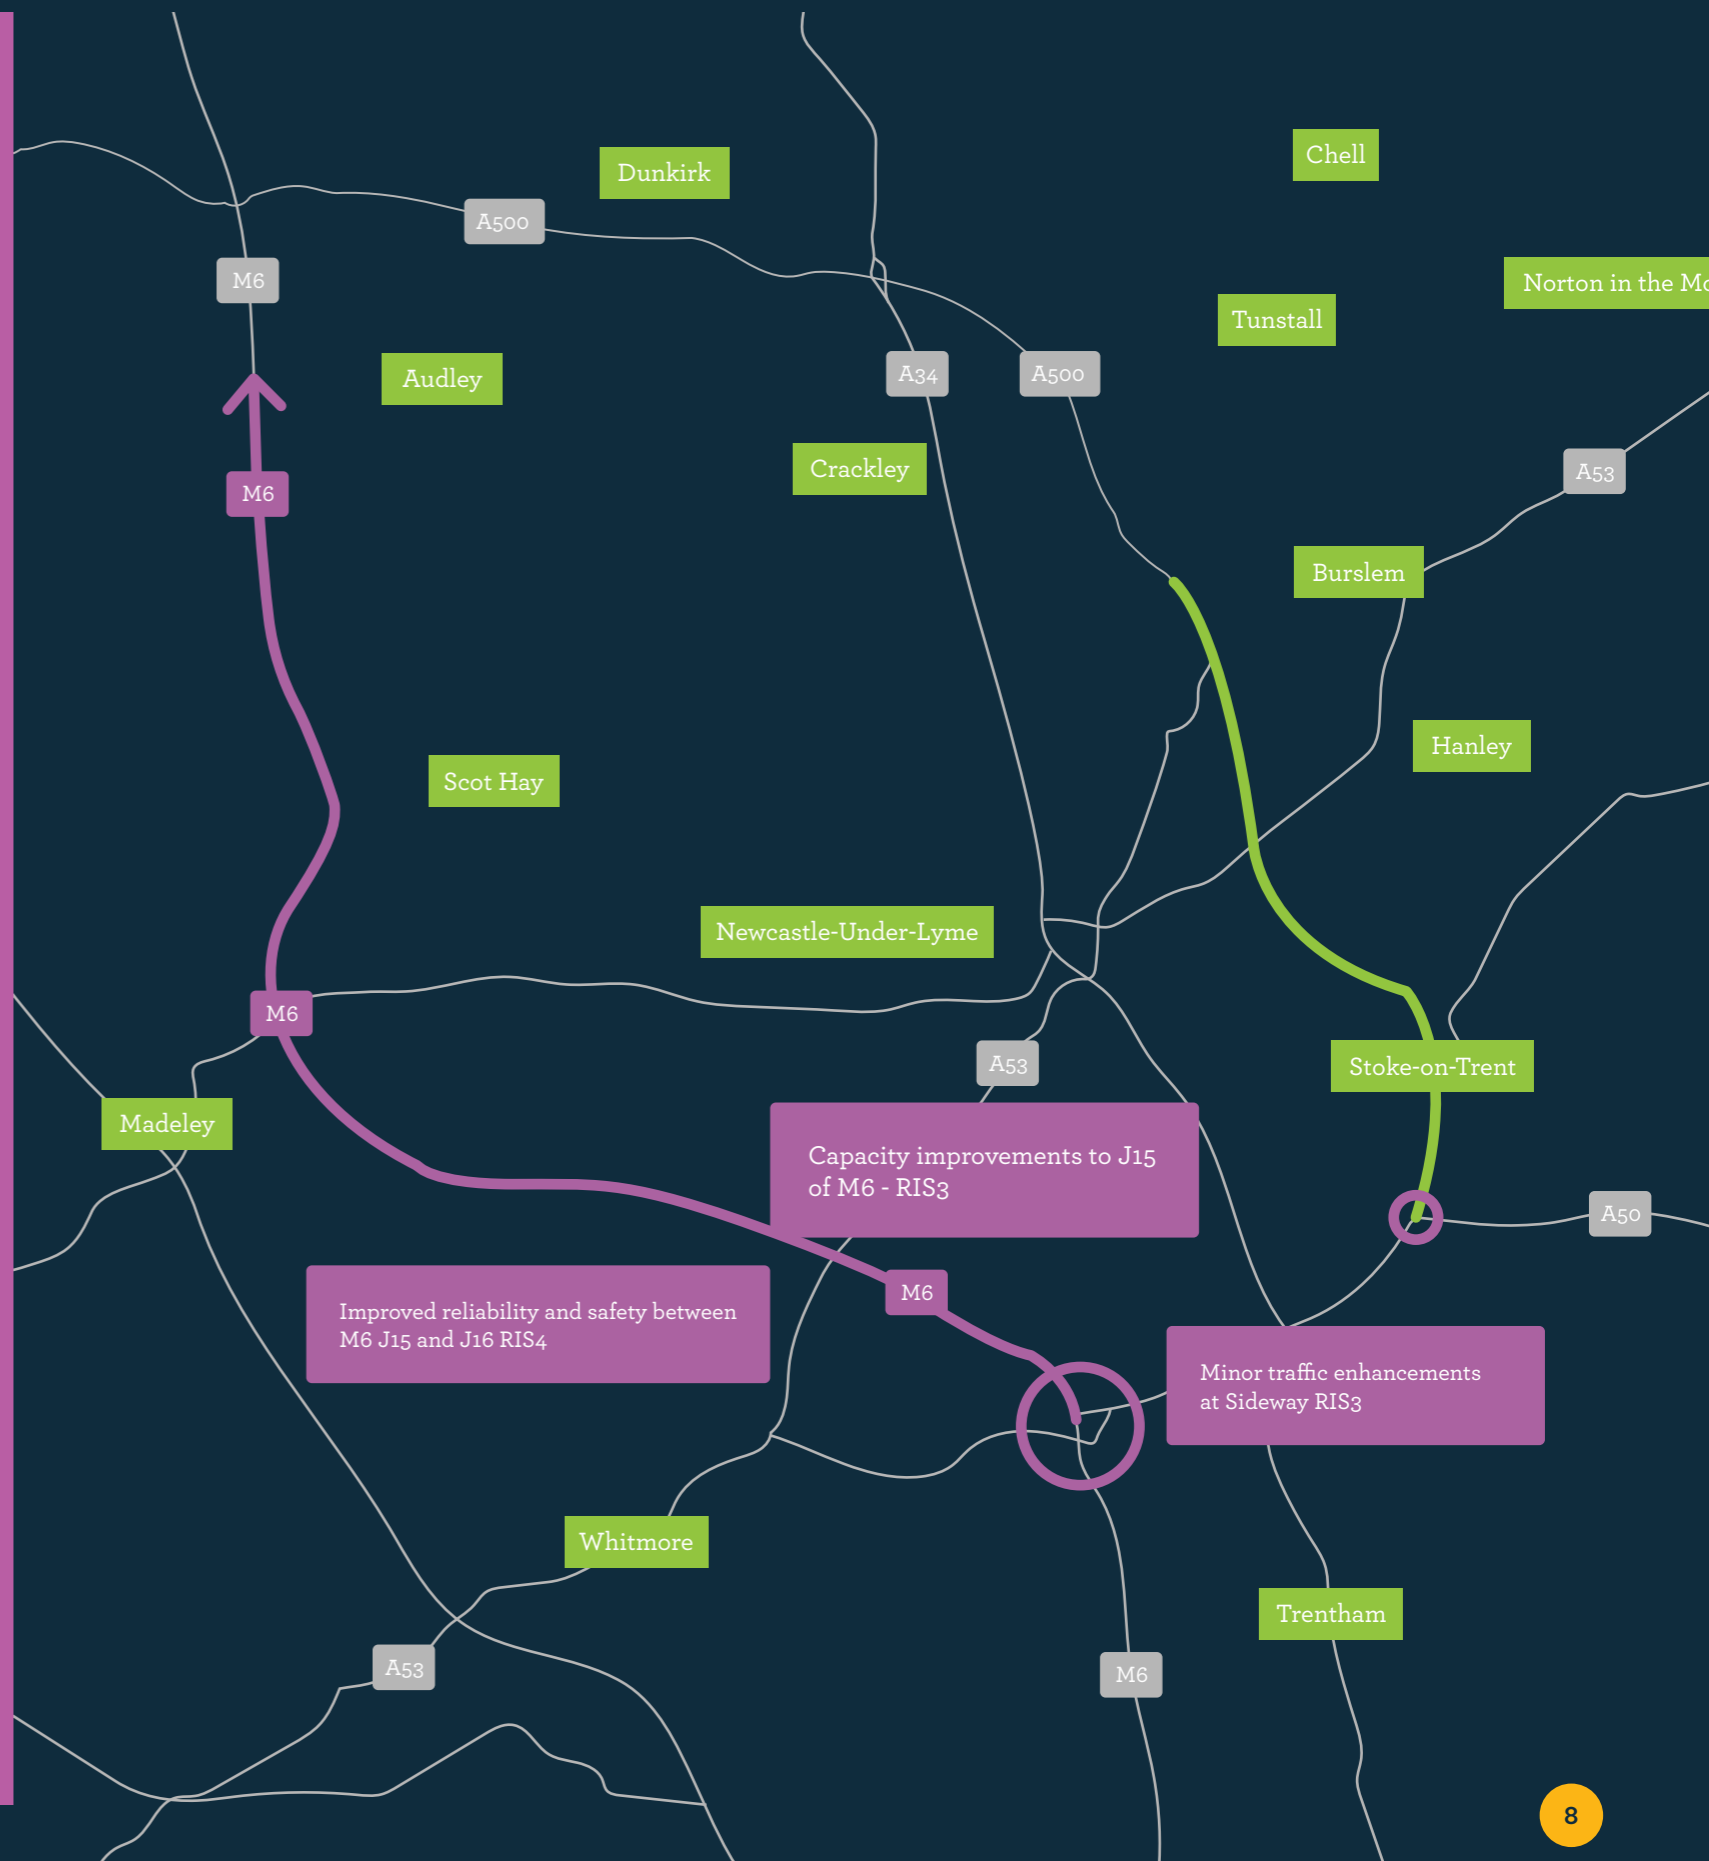 Chell
Dunkirk
A500
M6
Norton in the
Tunstall
Audley
A34
A500
Crackley
A53
M6
Burslem
Hanley
Scot Hay
Newcastle-Under-Lyme
M6
A53
Stoke-on-Trent
Madeley
Capacity improvements to J15
of M6 - RIS3
A50
M6
Improved reliability and safety between
M6 J15 and J16 RIS4
Minor traffic enhancements
at Sideway RIS3
Whitmore
Trentham
A53
M6
8